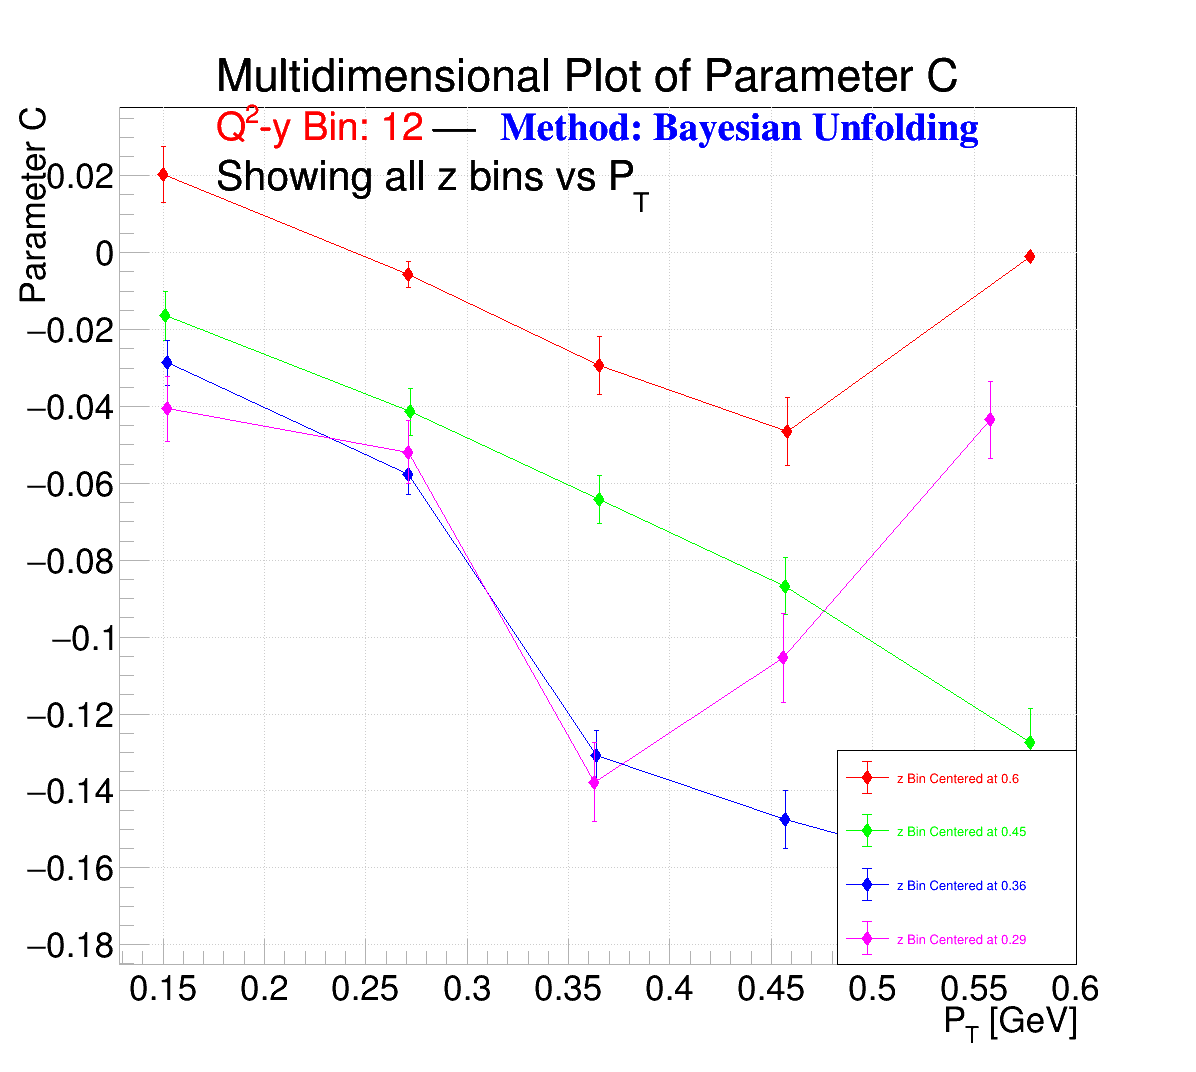 Multidimensional Plot of Parameter C
Q²-y Bin: 12 — Method: Bayesian Unfolding
Showing all z bins vs P_T
Parameter C
0.02
0
−0.02
−0.04
−0.06
−0.08
−0.1
−0.12
−0.14
−0.16
−0.18
z Bin Centered at 0.6
z Bin Centered at 0.45
z Bin Centered at 0.36
z Bin Centered at 0.29
0.15 0.2 0.25 0.3 0.35 0.4 0.45 0.5 0.55 0.6
P_T [GeV]